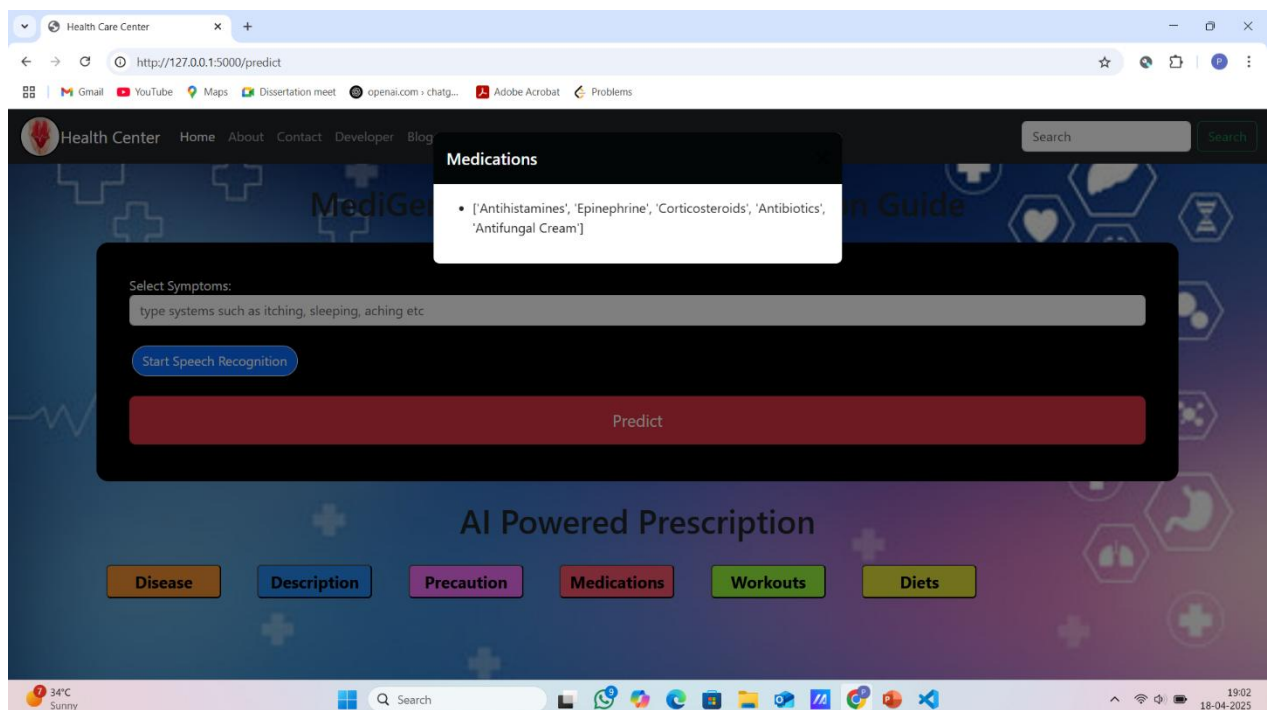 Health Care Center
http://127.0.0.1:5000/predict
Gmail YouTube Maps Dissertation meet openai.com › chatg... Adobe Acrobat Problems
Health Center Home About Contact Developer Blog Search Search
Medications
• ['Antihistamines', 'Epinephrine', 'Corticosteroids', 'Antibiotics',
'Antifungal Cream']
MediGe Guide
Select Symptoms:
type systems such as itching, sleeping, aching etc
Start Speech Recognition
Predict
AI Powered Prescription
Disease Description Precaution Medications Workouts Diets
7 34°C
Sunny
Search
9
19:02
18-04-2025